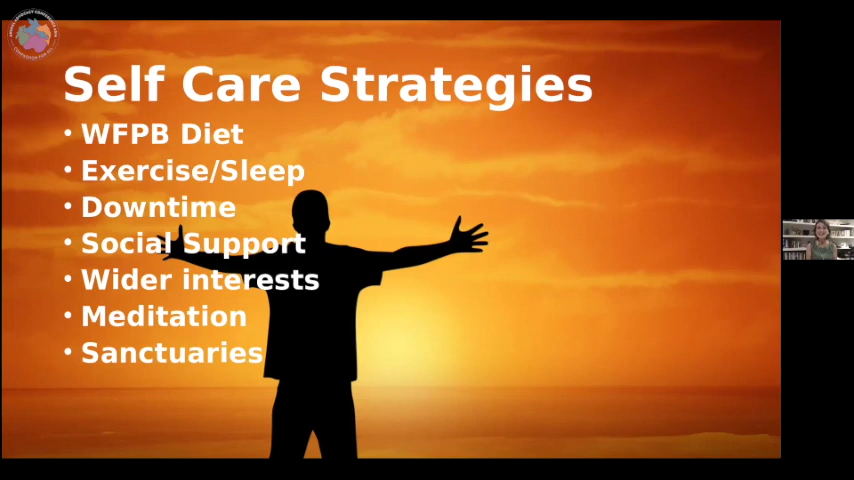 Self Care Strategies
• WFPB Diet
• Exercise/Sleep
• Downtime
• Social Support
• Wider interests
• Meditation
• Sanctuaries